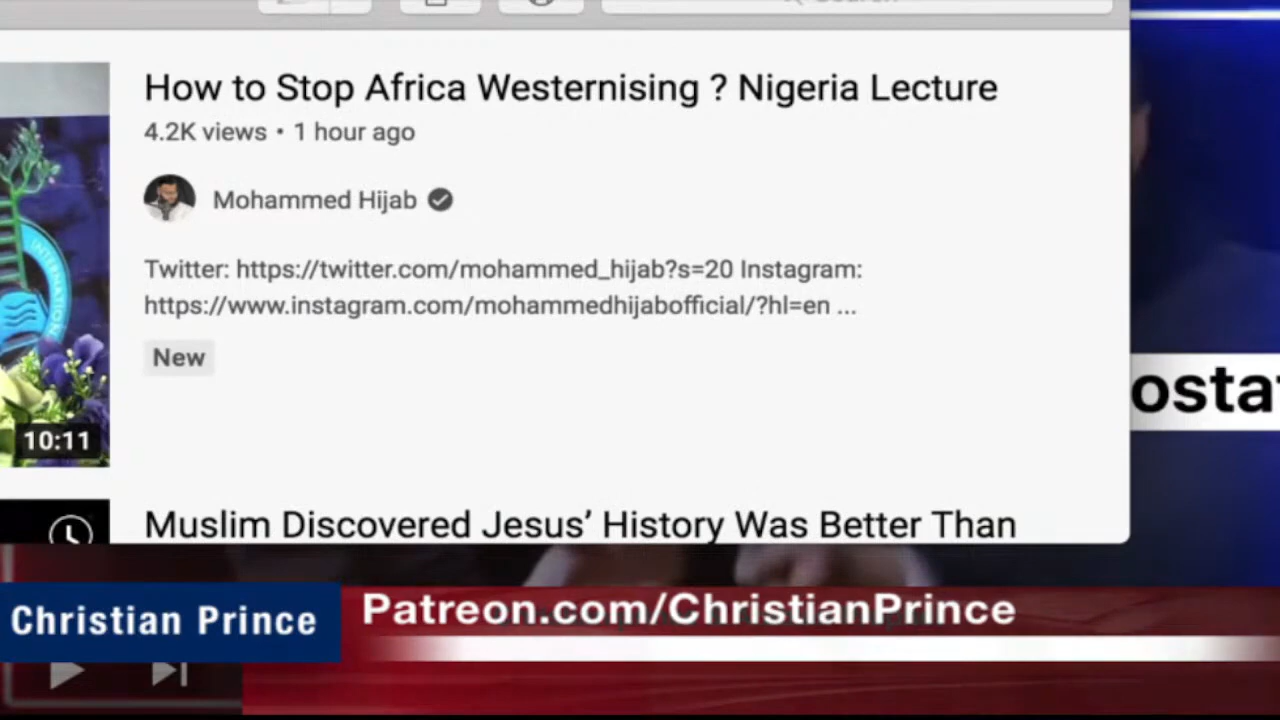 How to Stop Africa Westernising ? Nigeria Lecture
4.2K views • 1 hour ago
Mohammed Hijab
Twitter: https://twitter.com/mohammed_hijab?s=20 Instagram:
https://www.instagram.com/mohammedhijabofficial/?hl=en ...
New
10:11
Muslim Discovered Jesus’ History Was Better Than
Christian Prince
Patreon.com/ChristianPrince